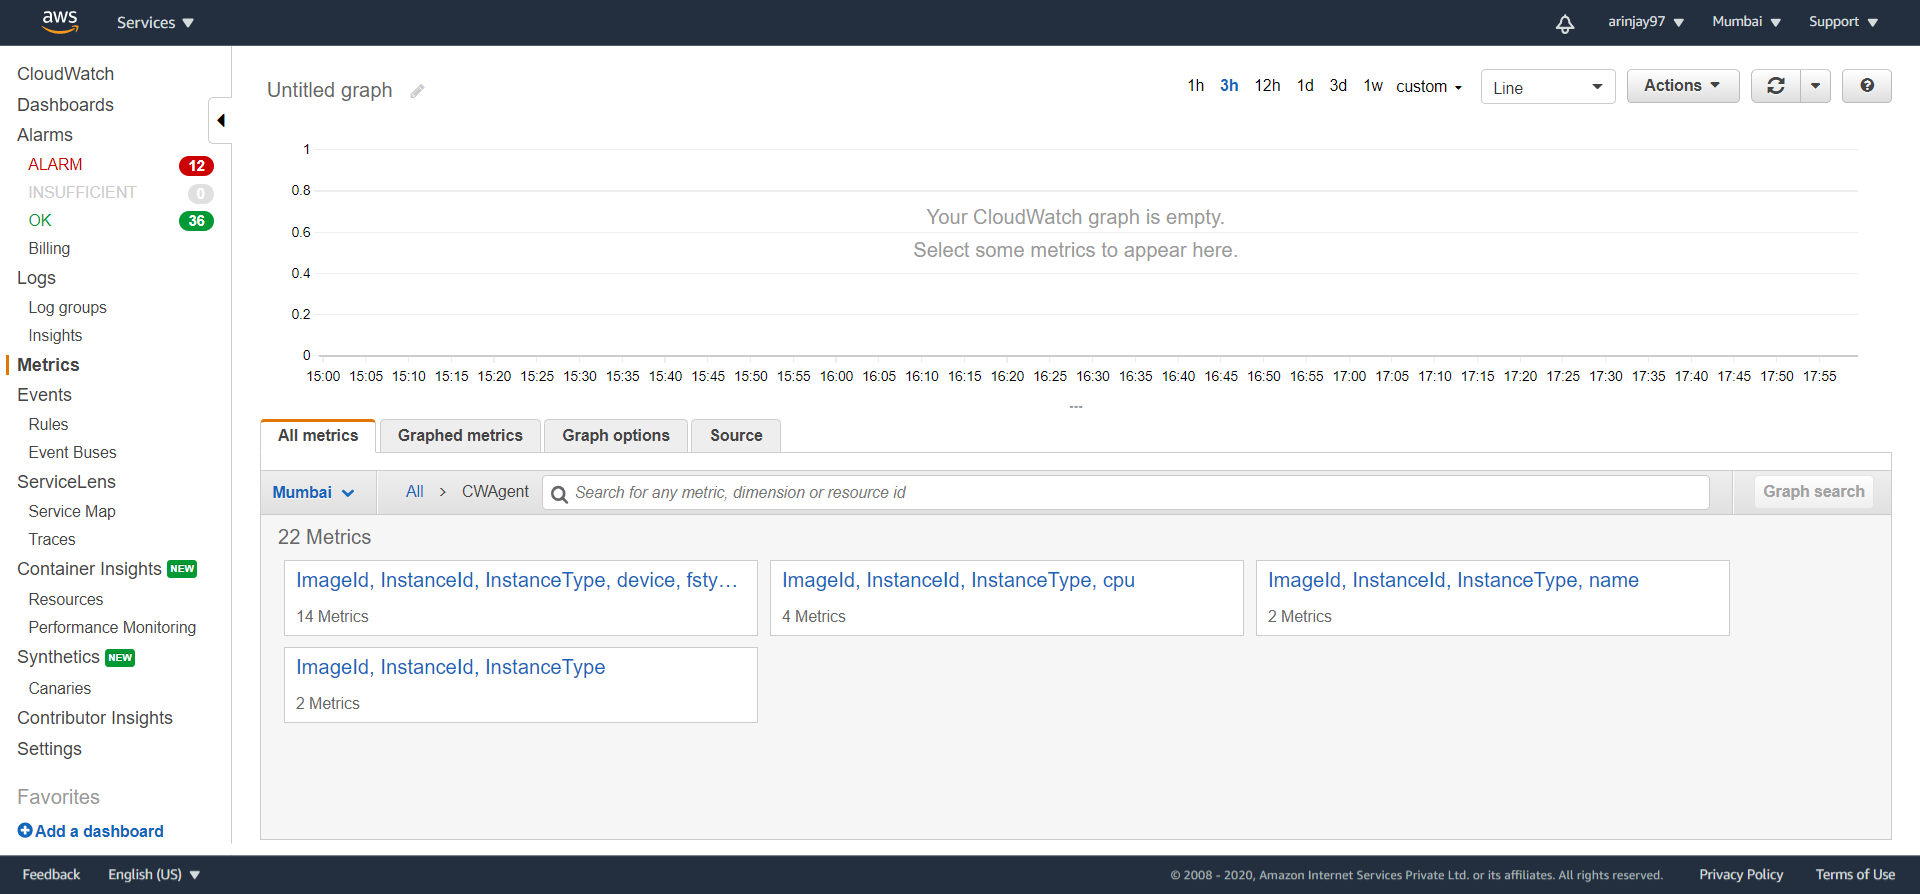 aws Services arinjay97 Mumbai Support
CloudWatch
Dashboards
Alarms
ALARM 12
INSUFFICIENT 0
OK 36
Billing
Logs
Log groups
Insights
Metrics
Events
Rules
Event Buses
ServiceLens
Service Map
Traces
Container Insights NEW
Resources
Performance Monitoring
Synthetics NEW
Canaries
Contributor Insights
Settings
Favorites
Add a dashboard
Untitled graph 1h 3h 12h 1d 3d 1w custom Line Actions ?
1
0.8
0.6
0.4
0.2
0
Your CloudWatch graph is empty.
Select some metrics to appear here.
15:00 15:05 15:10 15:15 15:20 15:25 15:30 15:35 15:40 15:45 15:50 15:55 16:00 16:05 16:10 16:15 16:20 16:25 16:30 16:35 16:40 16:45 16:50 16:55 17:00 17:05 17:10 17:15 17:20 17:25 17:30 17:35 17:40 17:45 17:50 17:55
---
All metrics Graphed metrics Graph options Source
Mumbai All > CWAgent Search for any metric, dimension or resource id Graph search
22 Metrics
ImageId, InstanceId, InstanceType, device, fsty…
14 Metrics
ImageId, InstanceId, InstanceType, cpu
4 Metrics
ImageId, InstanceId, InstanceType, name
2 Metrics
ImageId, InstanceId, InstanceType
2 Metrics
Feedback English (US) © 2008 - 2020, Amazon Internet Services Private Ltd. or its affiliates. All rights reserved. Privacy Policy Terms of Use